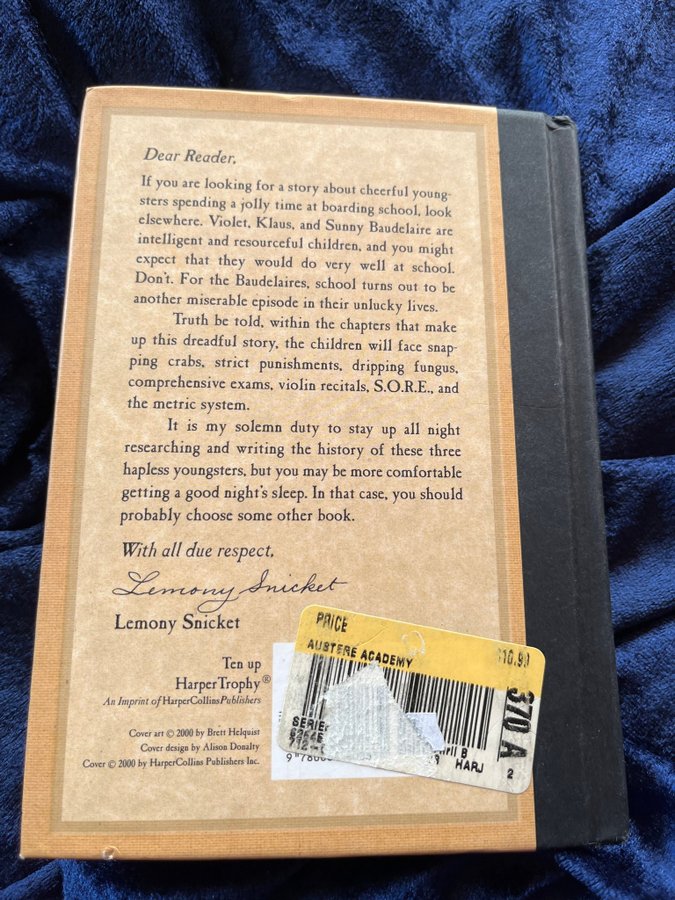 Dear Reader,
If you are looking for a story about cheerful young-
sters spending a jolly time at boarding school, look
elsewhere. Violet, Klaus, and Sunny Baudelaire are
intelligent and resourceful children, and you might
expect that they would do very well at school.
Don't. For the Baudelaires, school turns out to be
another miserable episode in their unlucky lives.
Truth be told, within the chapters that make
up this dreadful story, the children will face snap-
ping crabs, strict punishments, dripping fungus,
comprehensive exams, violin recitals, S.O.R.E., and
the metric system.
It is my solemn duty to stay up all night
researching and writing the history of these three
hapless youngsters, but you may be more comfortable
getting a good night's sleep. In that case, you should
probably choose some other book.
With all due respect,
Lemony Snicket
Lemony Snicket
Ten up
HarperTrophy®
An Imprint of HarperCollinsPublishers
Cover art © 2000 by Brett Helquist
Cover design by Alison Donalty
Cover © 2000 by HarperCollins Publishers Inc.
PRICE
AUSTERE ACADEMY
370 A
2
HARJ